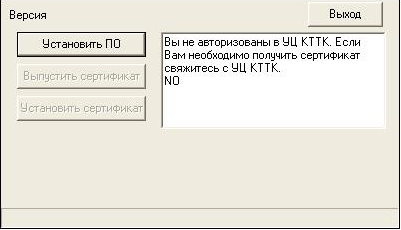 Версия
Выход
Установить ПО
Выпустить сертификат
Установить сертификат
Вы не авторизованы в УЦ КТТК. Если
Вам необходимо получить сертификат
свяжитесь с УЦ КТТК.
NO